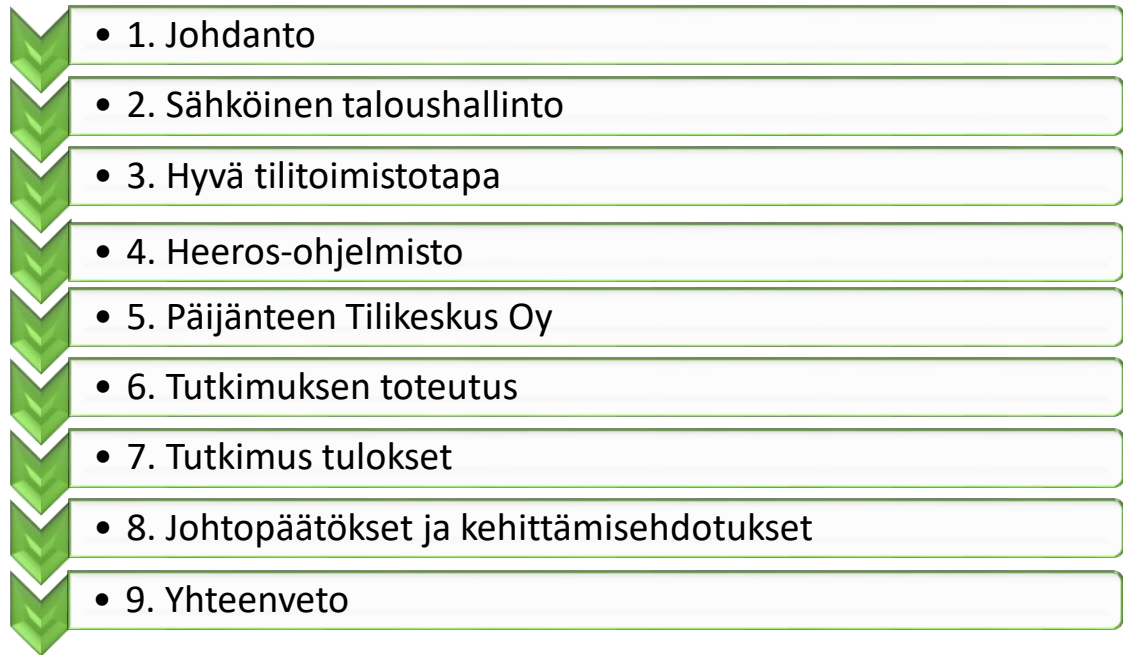 • 1. Johdanto
• 2. Sähköinen taloushallinto
• 3. Hyvä tilitoimistotapa
• 4. Heeros-ohjelmisto
• 5. Päijänteen Tilikeskus Oy
• 6. Tutkimuksen toteutus
• 7. Tutkimus tulokset
• 8. Johtopäätökset ja kehittämisehdotukset
• 9. Yhteenveto